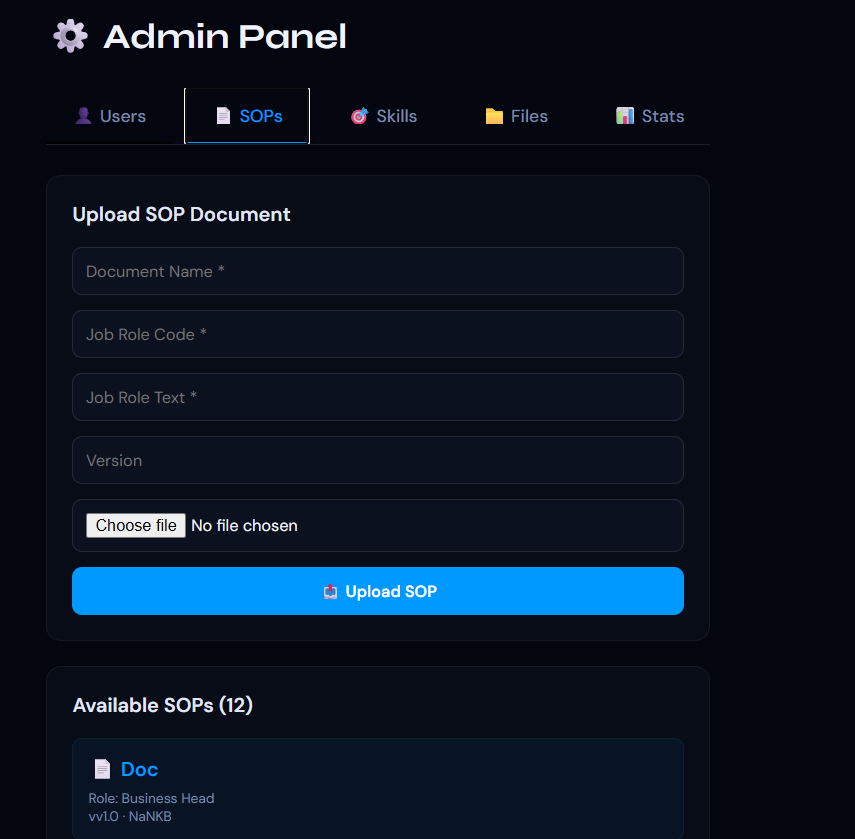 Admin Panel
Users SOPs Skills Files Stats
Upload SOP Document
Document Name *
Job Role Code *
Job Role Text *
Version
Choose file No file chosen
Upload SOP
Available SOPs (12)
Doc
Role: Business Head
vv1.0 · NaNKB